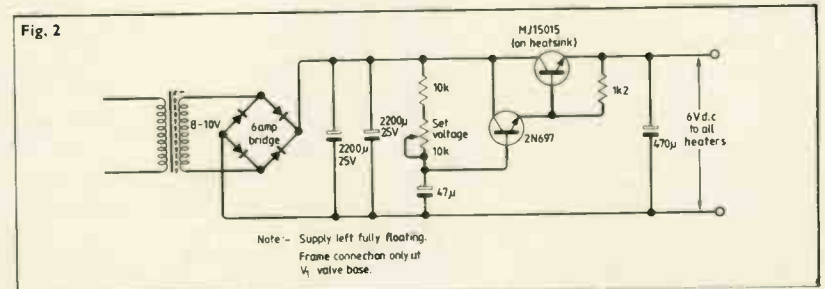 Fig. 2
MJ15015
(on heatsink)
10k
8-10V
6amp
bridge
2200µ
25V
2200µ
25V
Set
voltage
10k
47µ
2N697
1k2
470µ
6V d.c
to all
heaters
Note:- Supply left fully floating.
Frame connection only at
V₁ valve base.